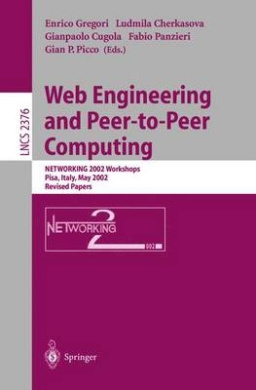 Enrico Gregori   Ludmila Cherkasova
Gianpaolo Cugola   Fabio Panzieri
Gian P. Picco (Eds.)
LNCS 2376
Web Engineering
and Peer-to-Peer
Computing
NETWORKING 2002 Workshops
Pisa, Italy, May 2002
Revised Papers
NETWORKING
2
002
Springer